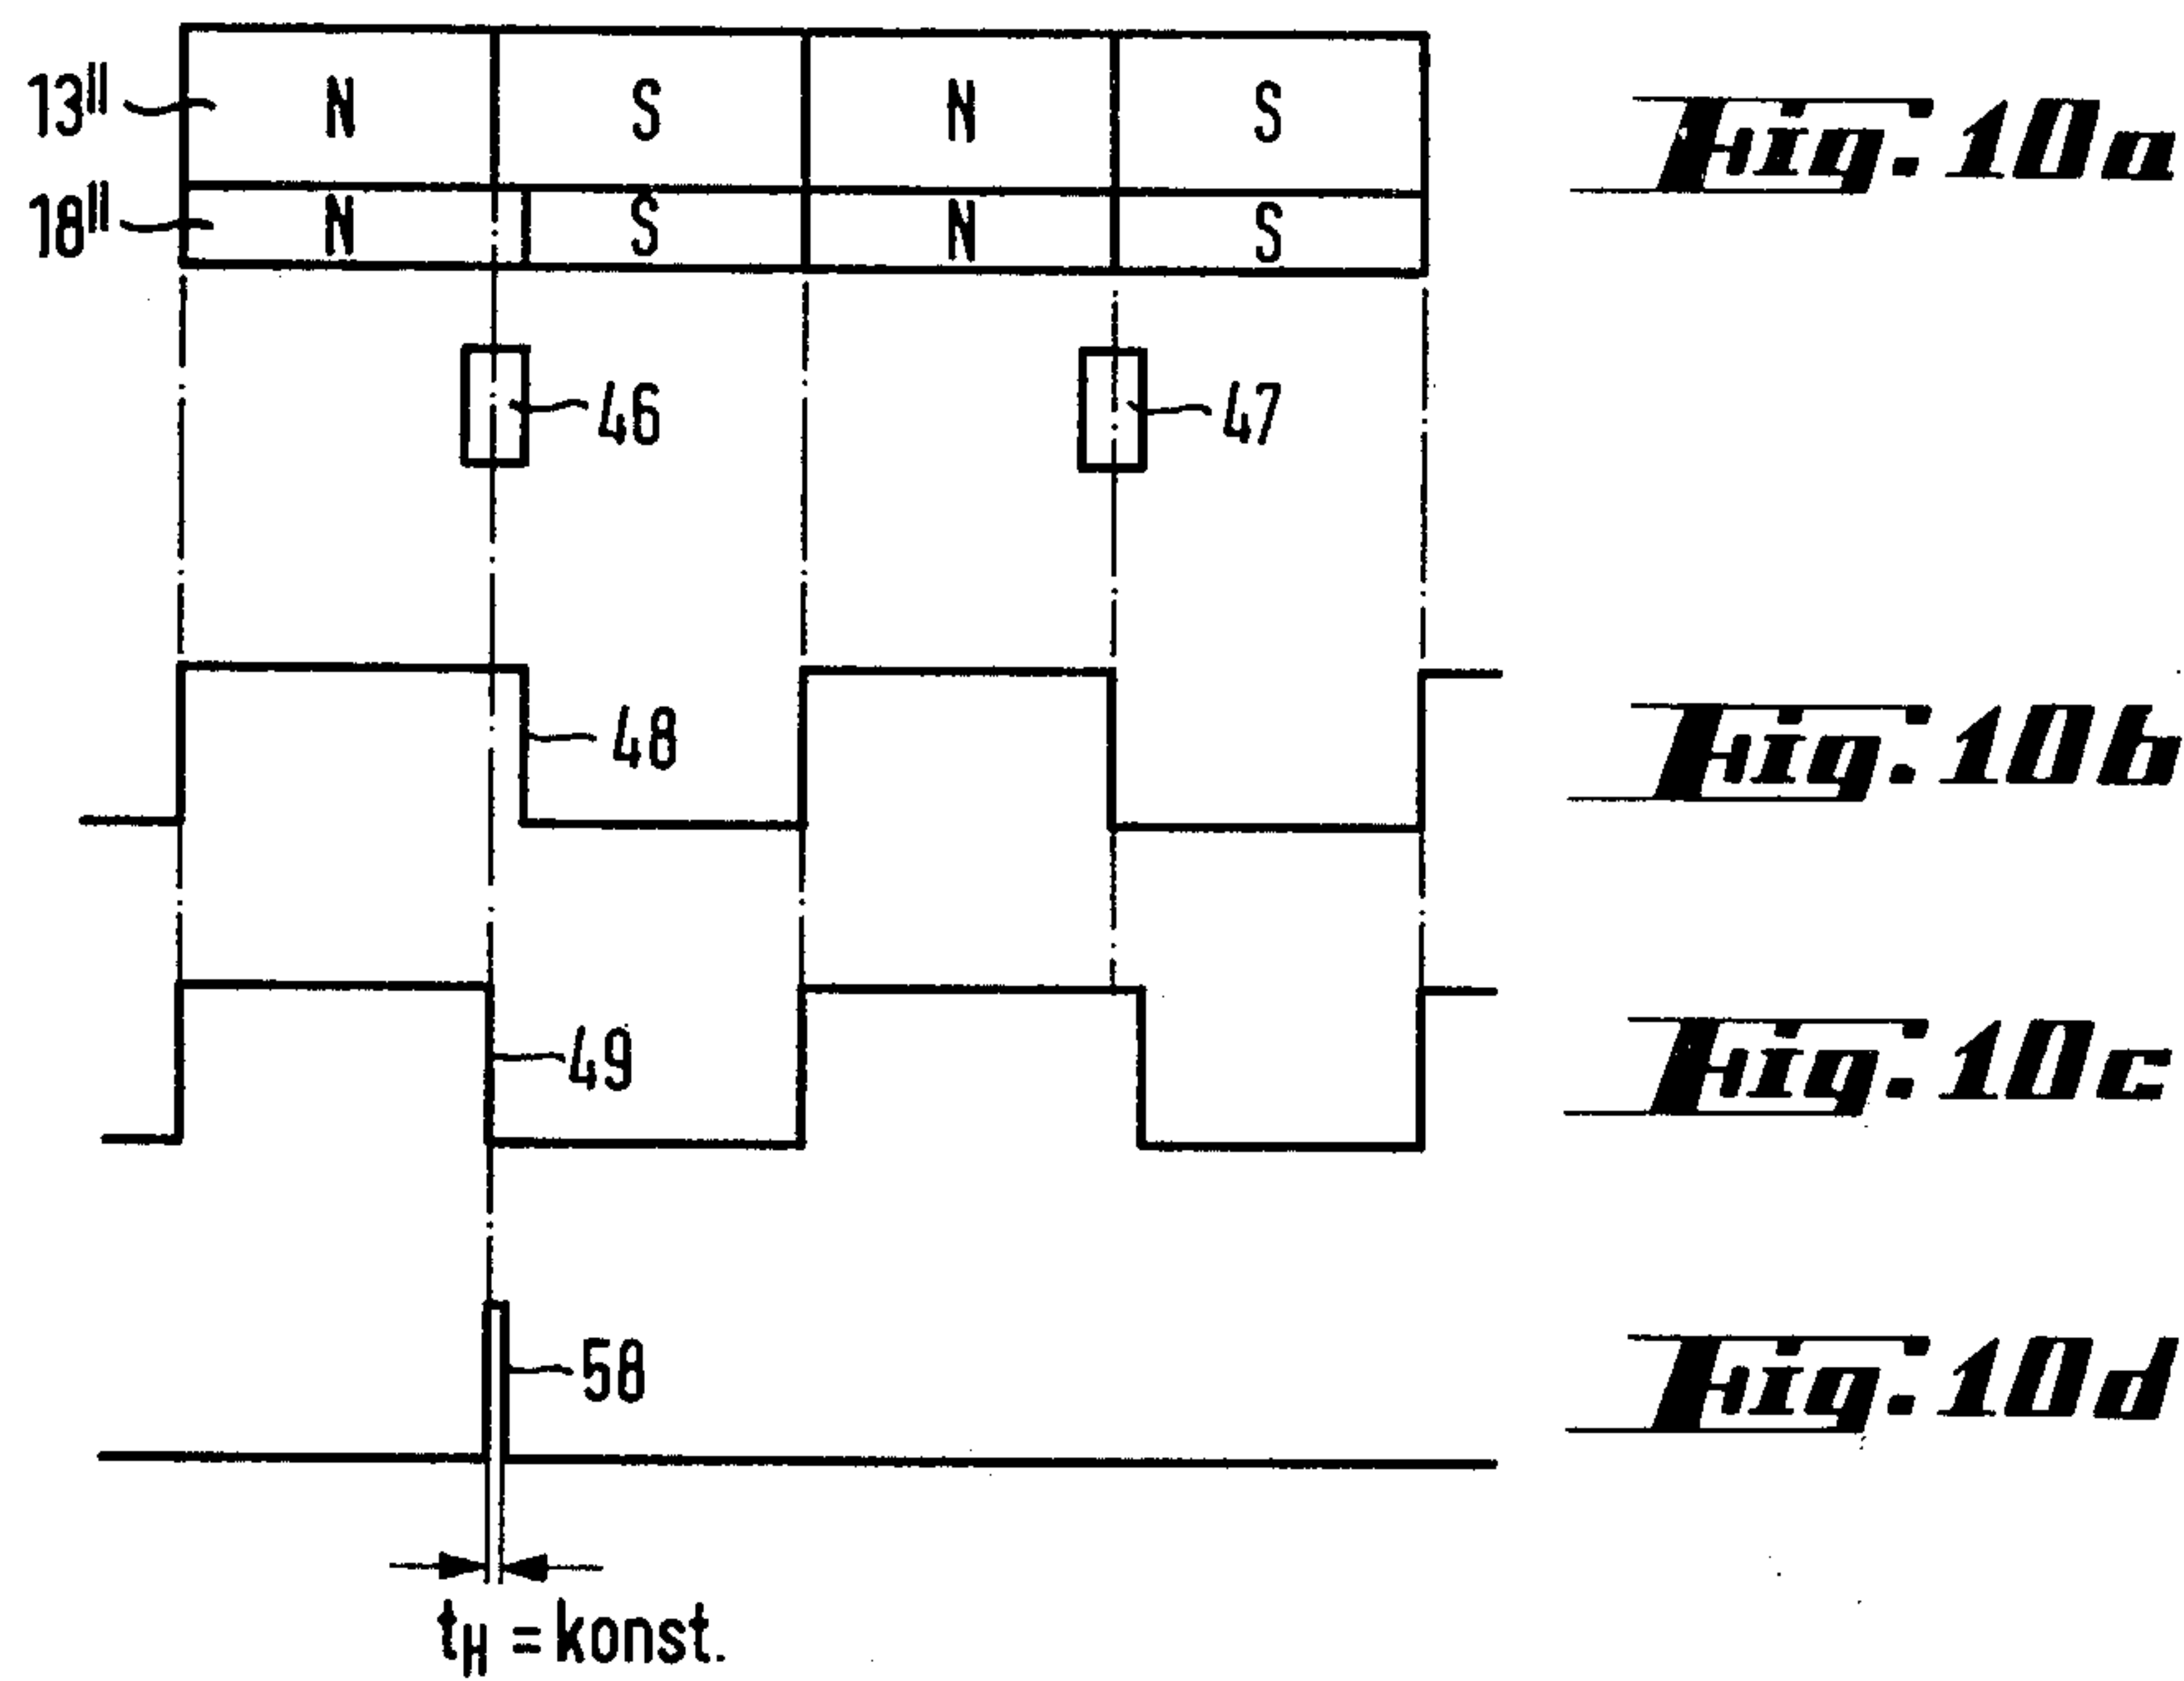 13" N S N S Fig. 10a
18" N S N S
46 47
48 Fig. 10b
49 Fig. 10c
58 Fig. 10d
tH = konst.